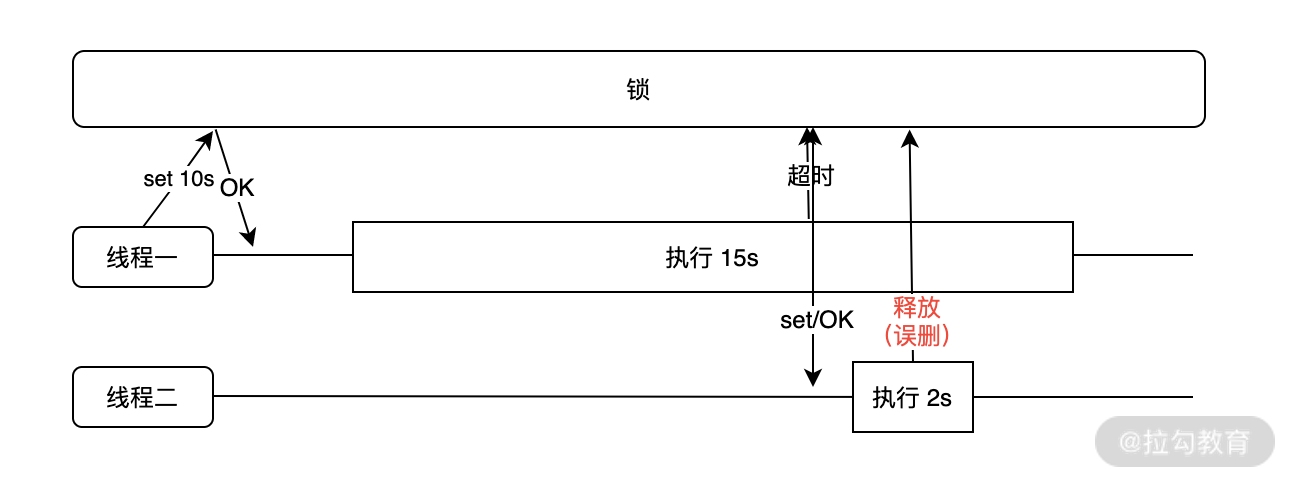 锁
set 10s
OK
超时
线程一
执行 15s
set/OK
释放
（误删）
线程二
执行 2s
@拉勾教育